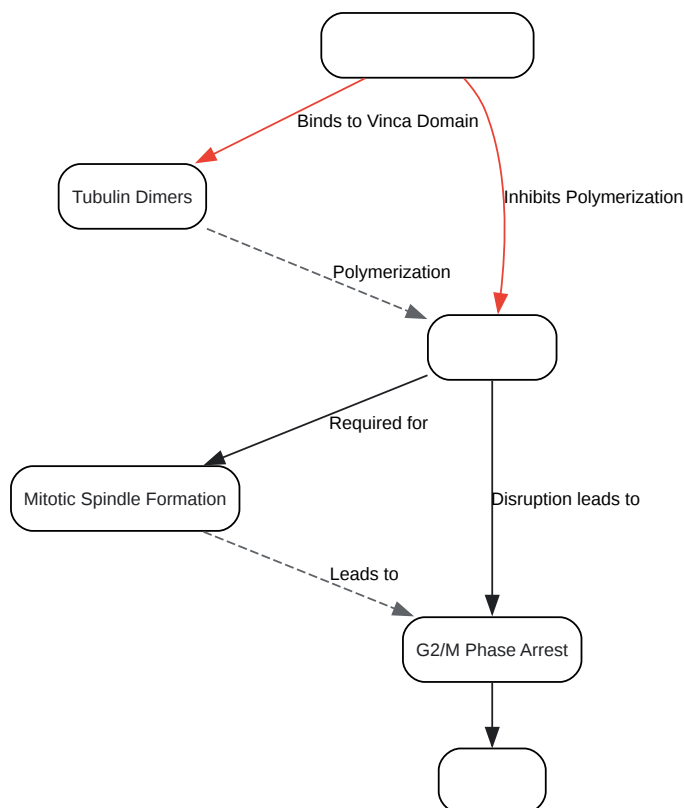 Binds to Vinca Domain
Tubulin Dimers
Inhibits Polymerization
Polymerization
Required for
Mitotic Spindle Formation
Disruption leads to
Leads to
G2/M Phase Arrest